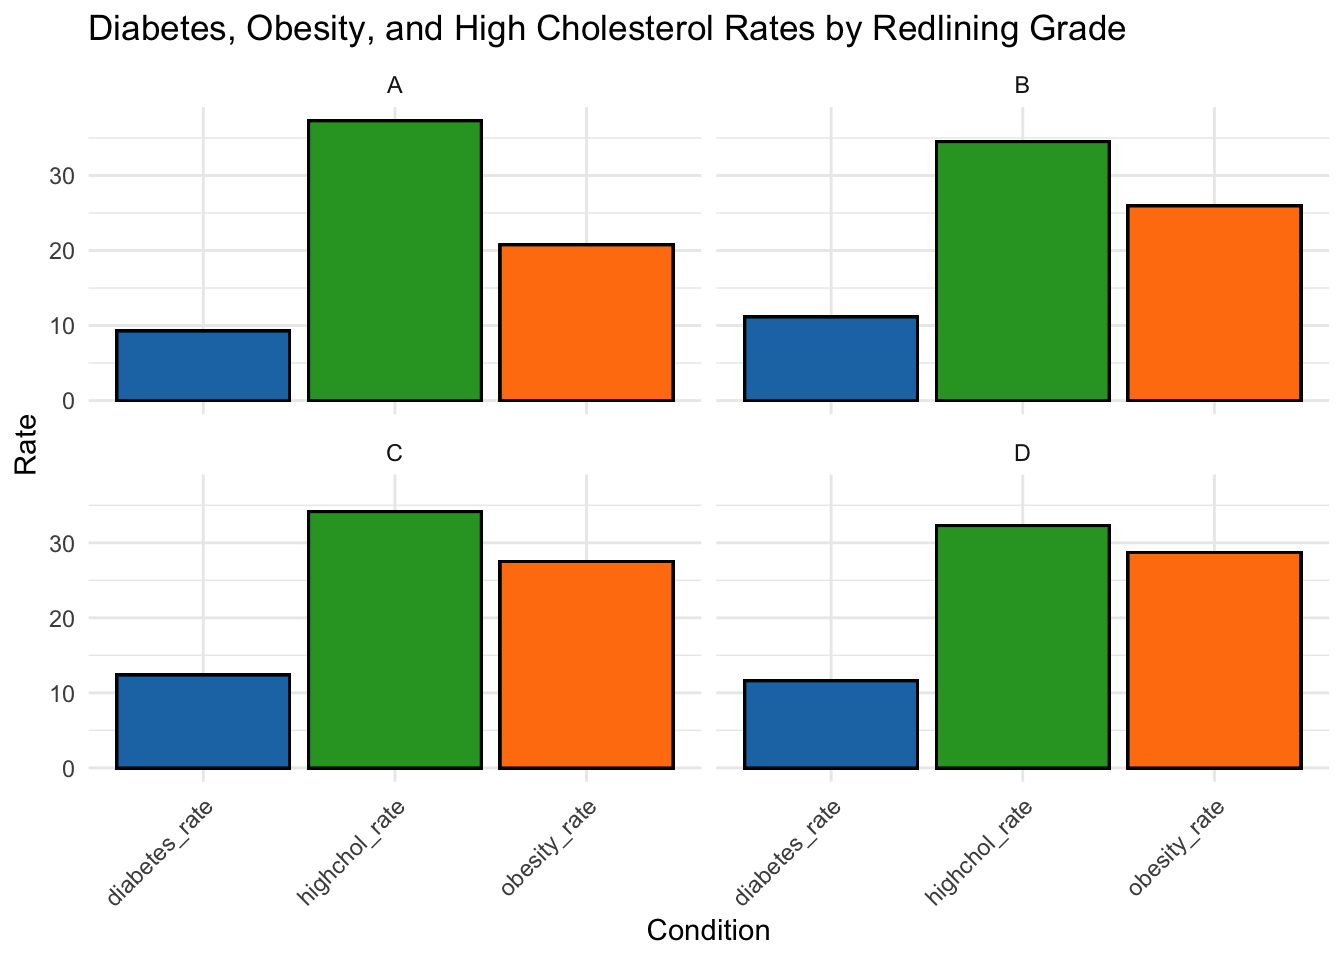 Diabetes, Obesity, and High Cholesterol Rates by Redlining Grade
A
B
30
20
10
0
Rate
C
D
30
20
10
0
diabetes_rate
highchol_rate
obesity_rate
diabetes_rate
highchol_rate
obesity_rate
Condition